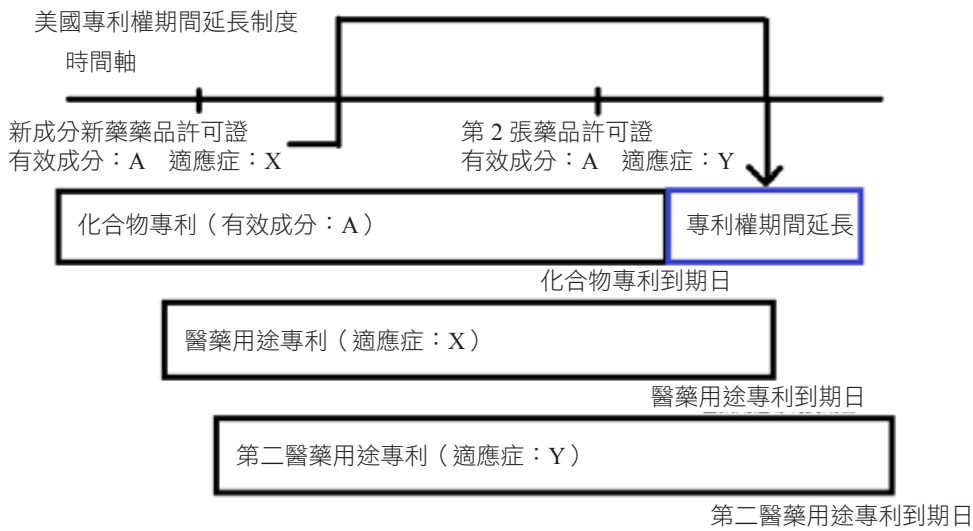 美國專利權期間延長制度
時間軸
新成分新藥藥品許可證
有效成分：A　適應症：X
第 2 張藥品許可證
有效成分：A　適應症：Y
化合物專利（有效成分：A）
專利權期間延長
化合物專利到期日
醫藥用途專利（適應症：X）
醫藥用途專利到期日
第二醫藥用途專利（適應症：Y）
第二醫藥用途專利到期日